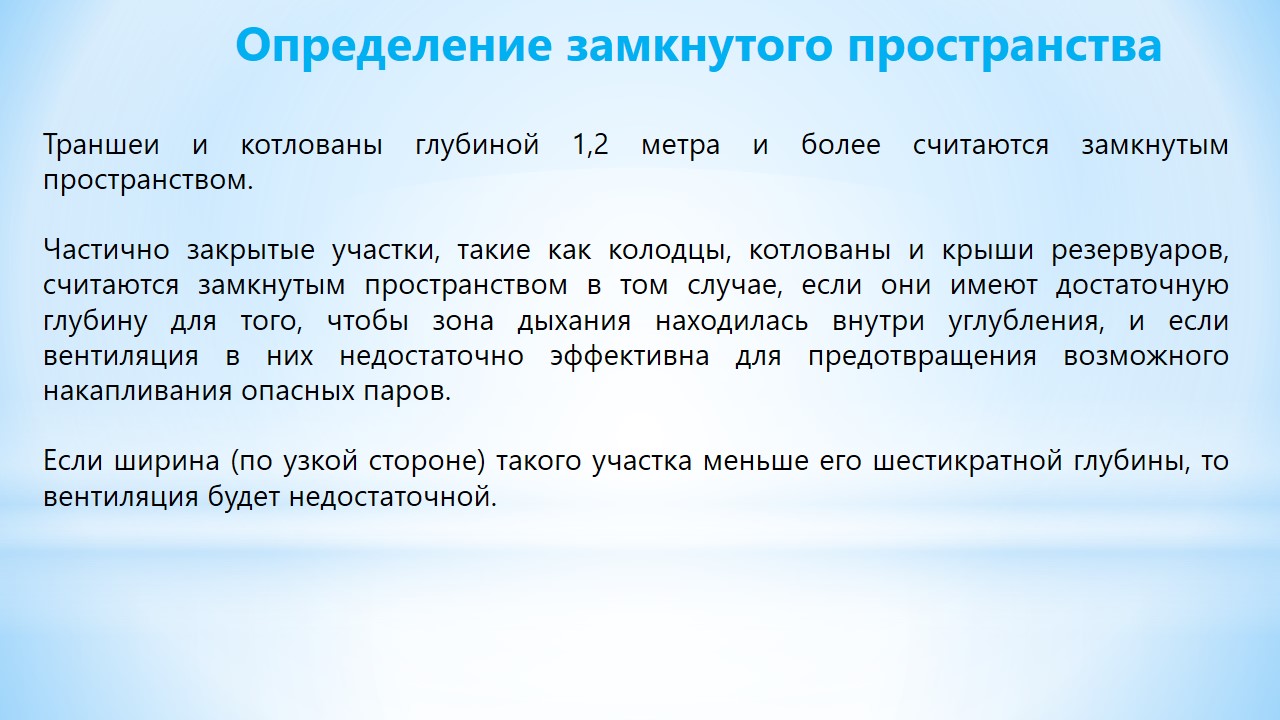 Определение замкнутого пространства
Траншеи и котлованы глубиной 1,2 метра и более считаются замкнутым
пространством.
Частично закрытые участки, такие как колодцы, котлованы и крыши резервуаров,
считаются замкнутым пространством в том случае, если они имеют достаточную
глубину для того, чтобы зона дыхания находилась внутри углубления, и если
вентиляция в них недостаточно эффективна для предотвращения возможного
накапливания опасных паров.
Если ширина (по узкой стороне) такого участка меньше его шестикратной глубины, то
вентиляция будет недостаточной.